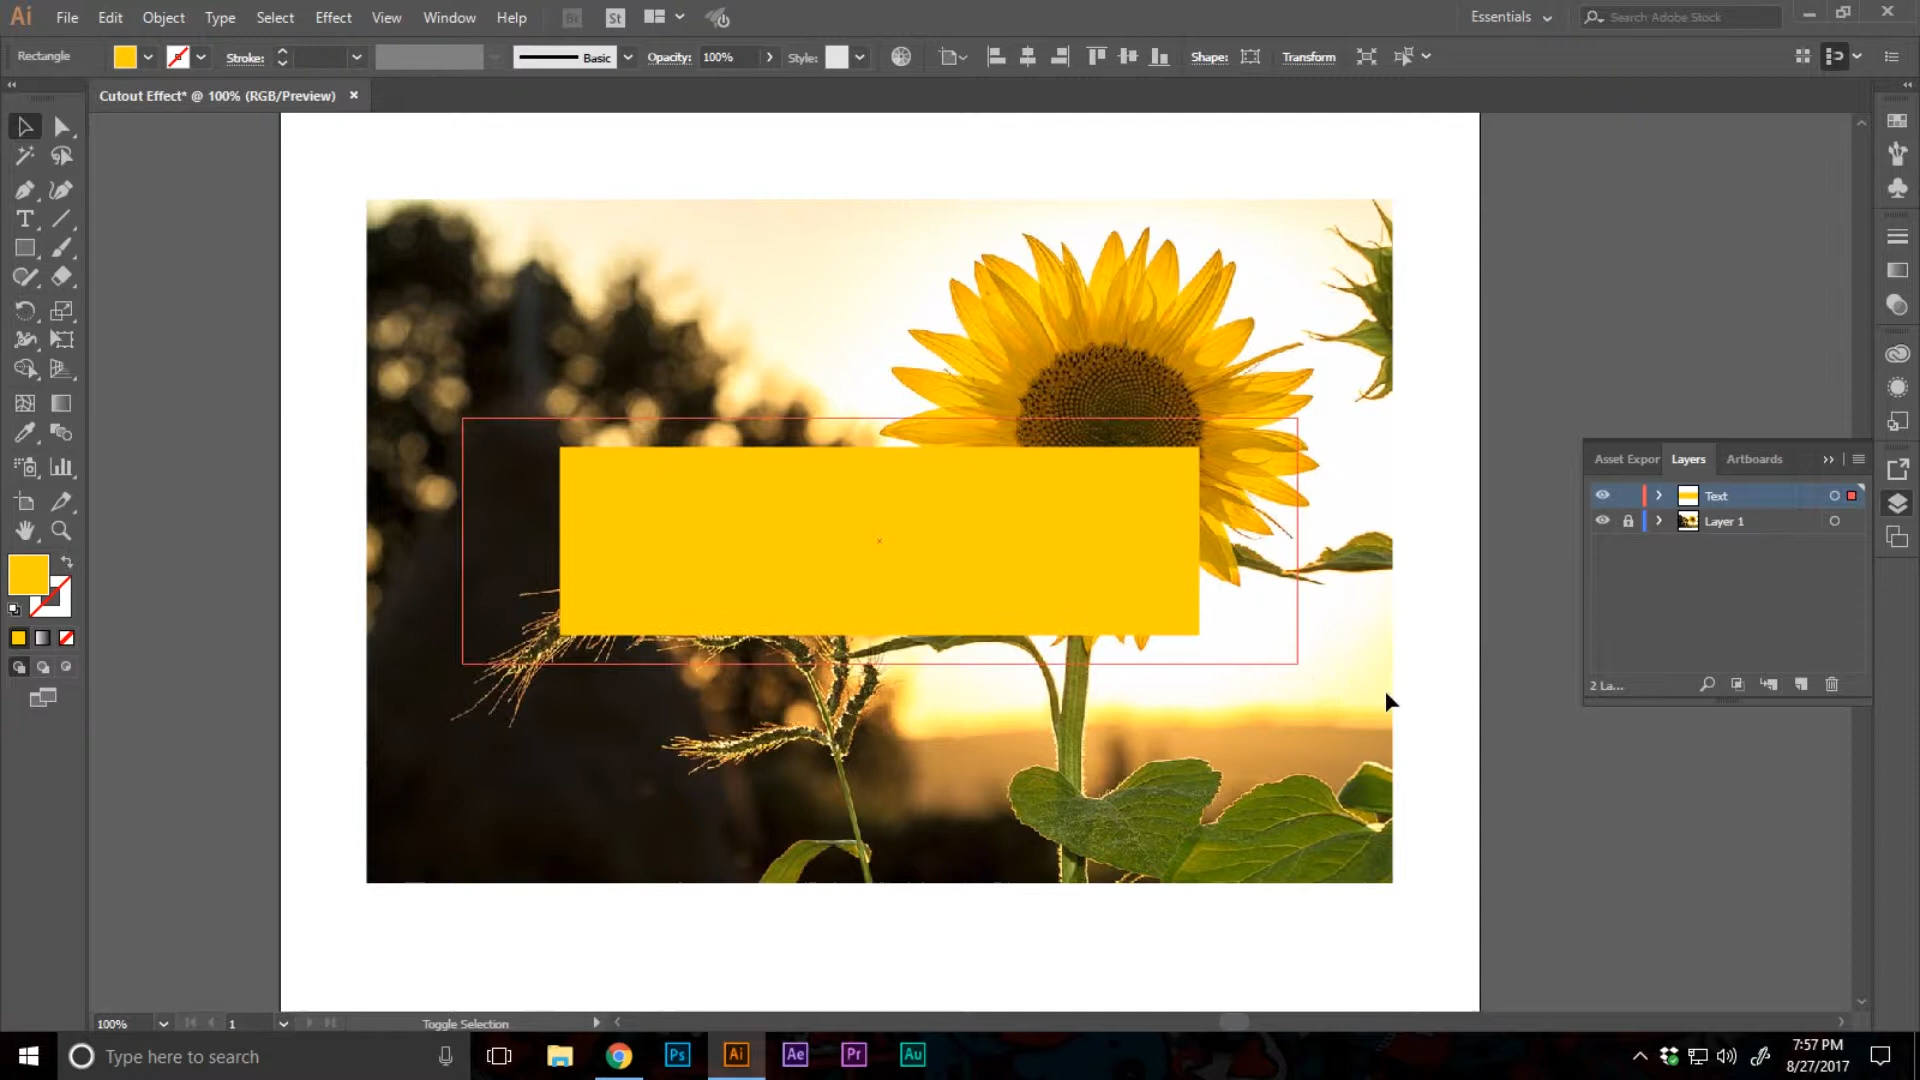 Ai File Edit Object Type Select Effect View Window Help Br St Essentials Search Adobe Stock
Rectangle Stroke: Basic Opacity: 100% Style: Shape: Transform
Cutout Effect* @ 100% (RGB/Preview) ×
Asset Expor Layers Artboards
Text
Layer 1
2 La...
100% 1 Toggle Selection
Type here to search Ps Ai Ae Pr Au
7:57 PM
8/27/2017